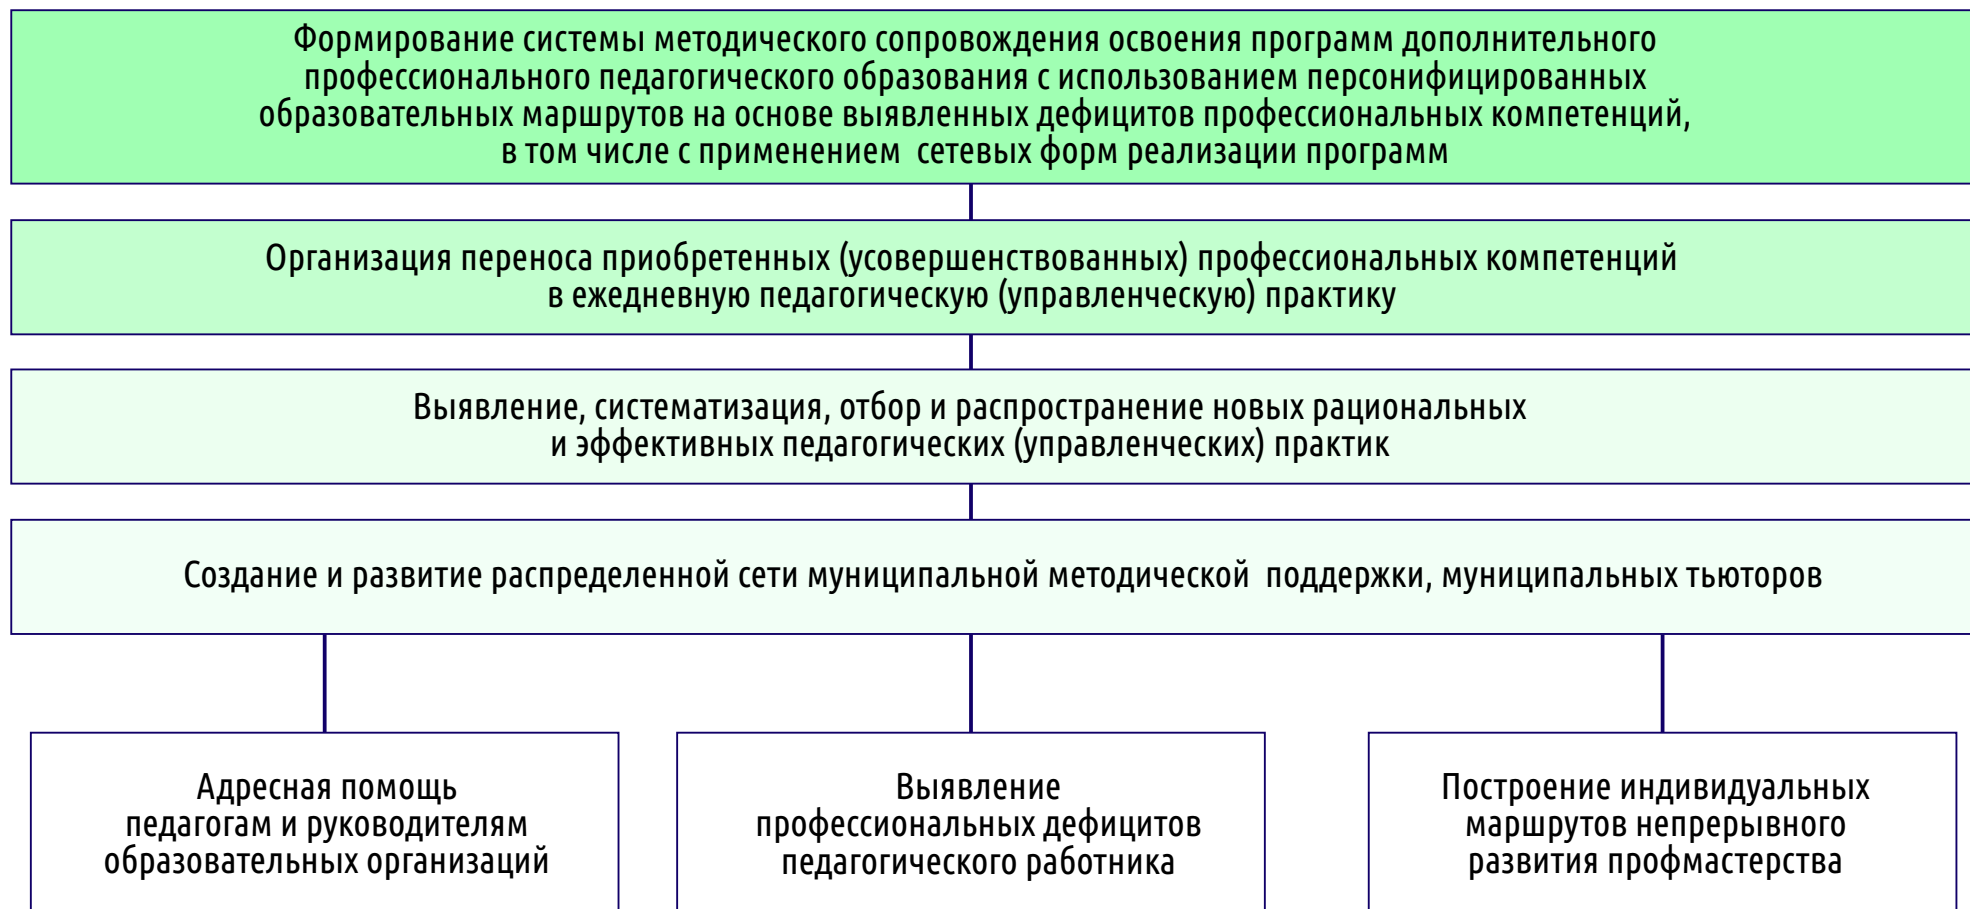 Формирование системы методического сопровождения освоения программ дополнительного
профессионального педагогического образования с использованием персонифицированных
образовательных маршрутов на основе выявленных дефицитов профессиональных компетенций,
в том числе с применением сетевых форм реализации программ
Организация переноса приобретенных (усовершенствованных) профессиональных компетенций
в ежедневную педагогическую (управленческую) практику
Выявление, систематизация, отбор и распространение новых рациональных
и эффективных педагогических (управленческих) практик
Создание и развитие распределенной сети муниципальной методической поддержки, муниципальных тьюторов
Адресная помощь
педагогам и руководителям
образовательных организаций
Выявление
профессиональных дефицитов
педагогического работника
Построение индивидуальных
маршрутов непрерывного
развития профмастерства